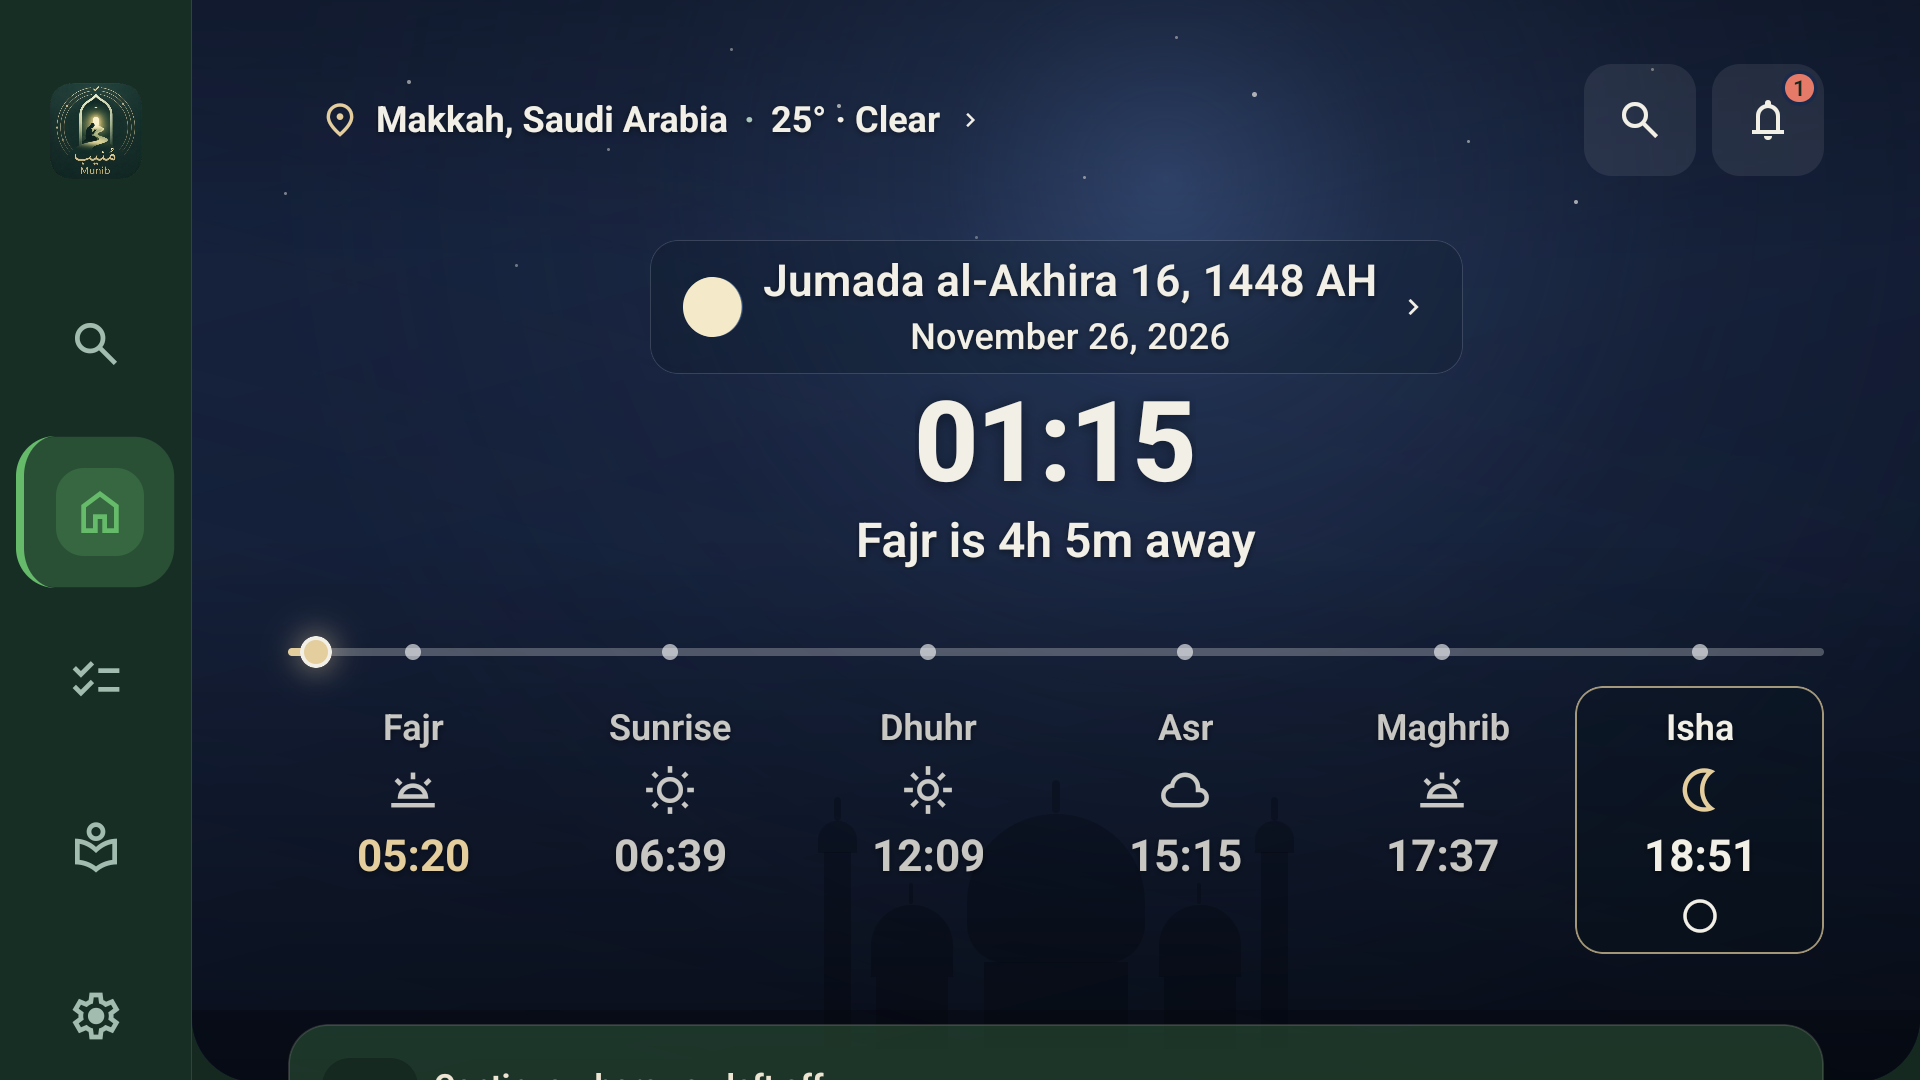 مُنيب
Munib
Makkah, Saudi Arabia · 25° · Clear
1
Jumada al-Akhira 16, 1448 AH
November 26, 2026
01:15
Fajr is 4h 5m away
Fajr Sunrise Dhuhr Asr Maghrib Isha
05:20 06:39 12:09 15:15 17:37 18:51